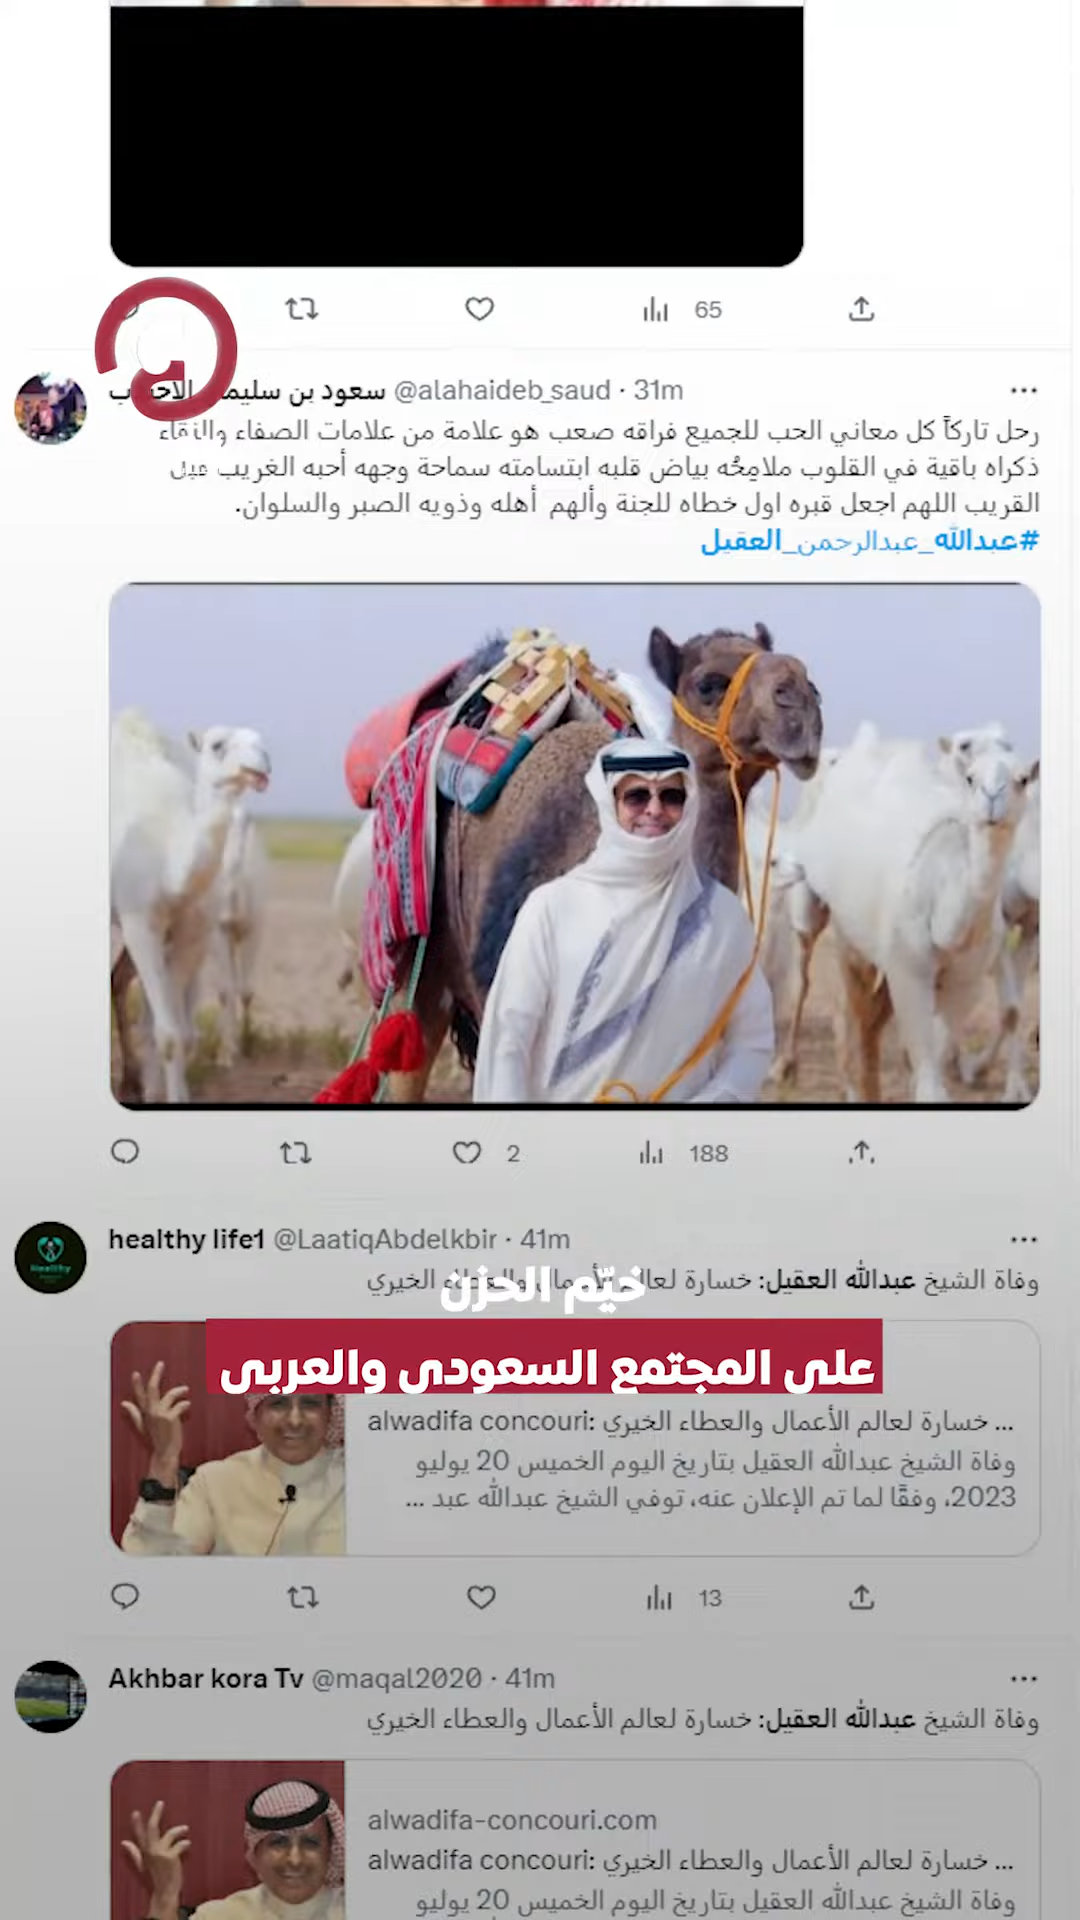 65
سعود بن سليمان @alahaideb_saud · 31m
رحل تاركاً كل معاني الحب للجميع فراقه صعب هو علامة من علامات الصفاء والنقاء
ذكراه باقية في القلوب ملامِحُه بياض قلبه ابتسامته سماحة وجهه أحبه الغريب قبل
القريب اللهم اجعل قبره اول خطاه للجنة وألهم أهله وذويه الصبر والسلوان.
#عبدالله_عبدالرحمن_العقيل
2 188
healthy life1 @LaatiqAbdelkbir · 41m
وفاة الشيخ عبدالله العقيل: خسارة لعالم الأعمال والعطاء الخيري
خيّم الحزن
على المجتمع السعودي والعربي
alwadifa concouri: خسارة لعالم الأعمال والعطاء الخيري ...
وفاة الشيخ عبدالله العقيل بتاريخ اليوم الخميس 20 يوليو
2023، وفقًا لما تم الإعلان عنه، توفي الشيخ عبدالله عبد ...
13
Akhbar kora Tv @maqal2020 · 41m
وفاة الشيخ عبدالله العقيل: خسارة لعالم الأعمال والعطاء الخيري
alwadifa-concouri.com
alwadifa concouri: خسارة لعالم الأعمال والعطاء الخيري ...
وفاة الشيخ عبدالله العقيل بتاريخ اليوم الخميس 20 يوليو